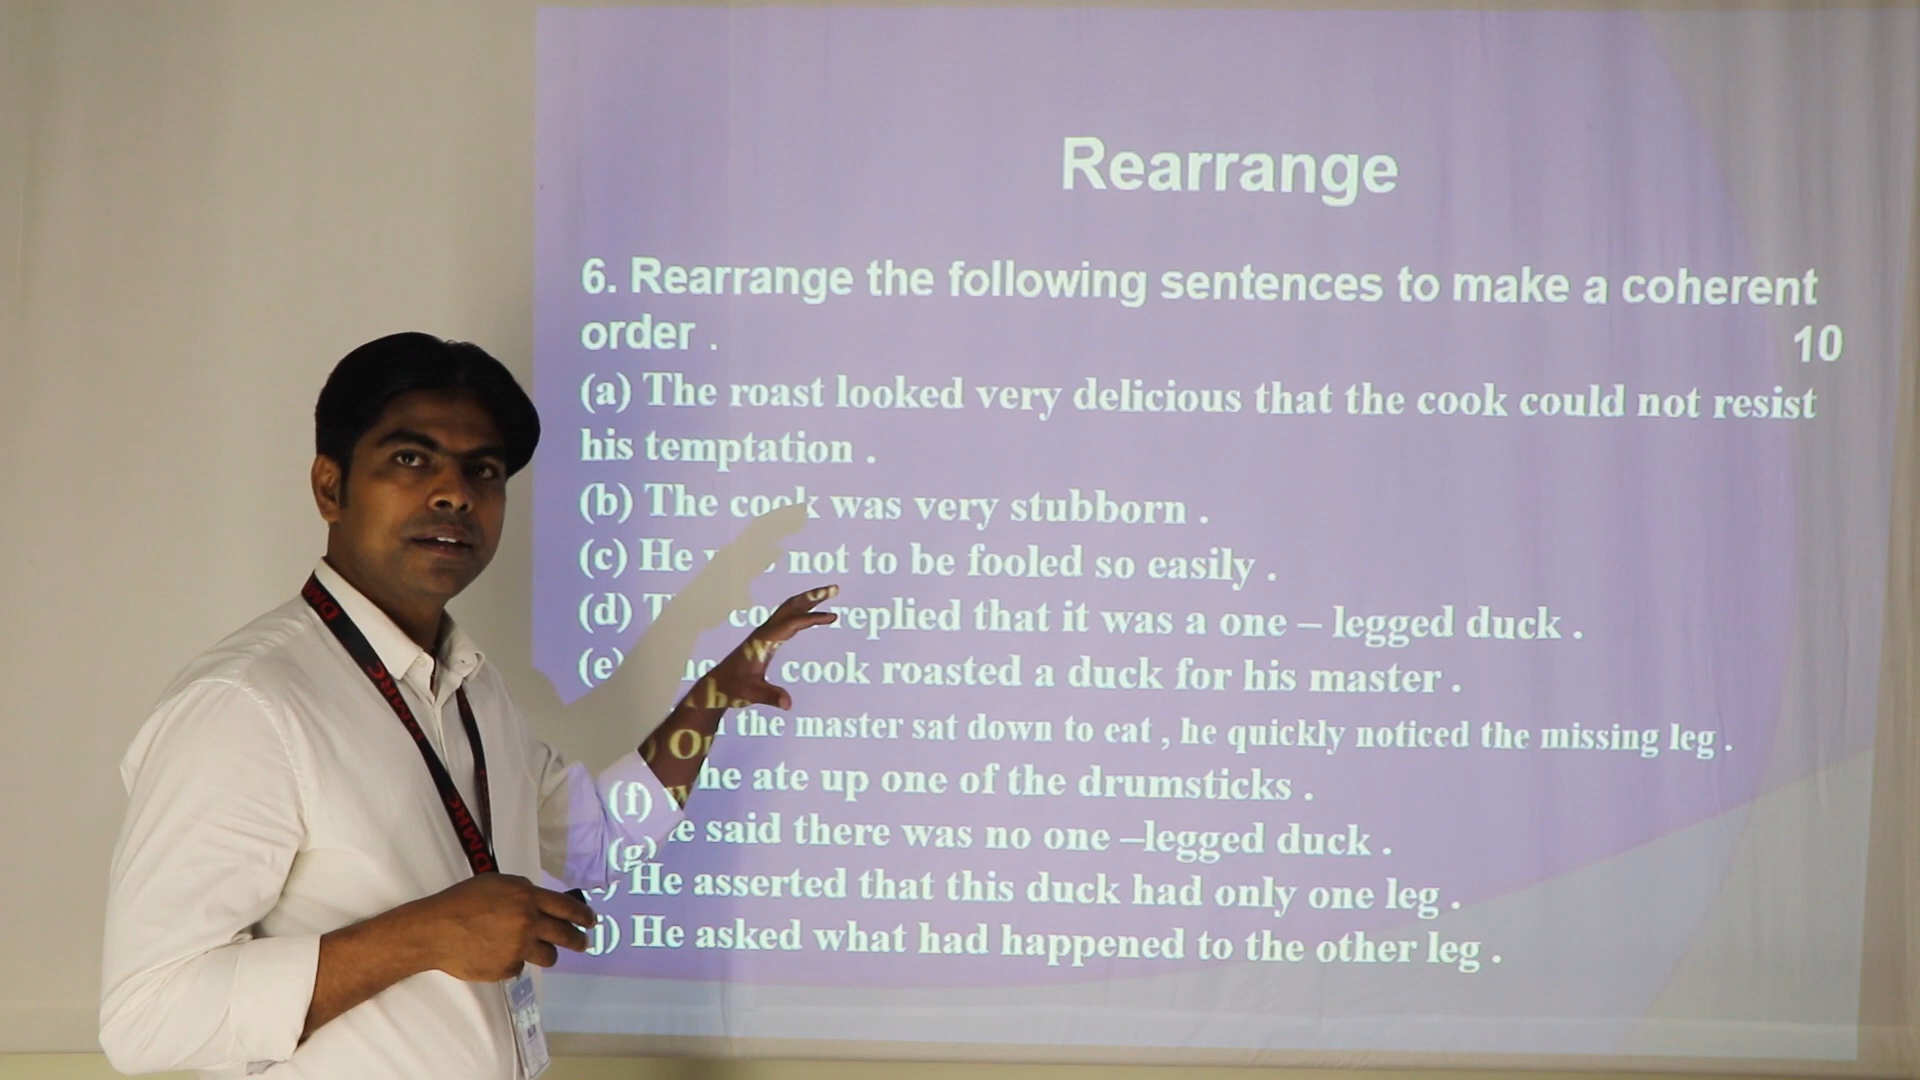 Rearrange
6. Rearrange the following sentences to make a coherent
order . 10
(a) The roast looked very delicious that the cook could not resist
his temptation .
(b) The cook was very stubborn .
(c) He not to be fooled so easily .
(d) replied that it was a one – legged duck .
(e) cook roasted a duck for his master .
the master sat down to eat , he quickly noticed the missing leg .
he ate up one of the drumsticks .
(f)
said there was no one –legged duck .
(g)
He asserted that this duck had only one leg .
j) He asked what had happened to the other leg .
DMRC
DMRC
DMRC